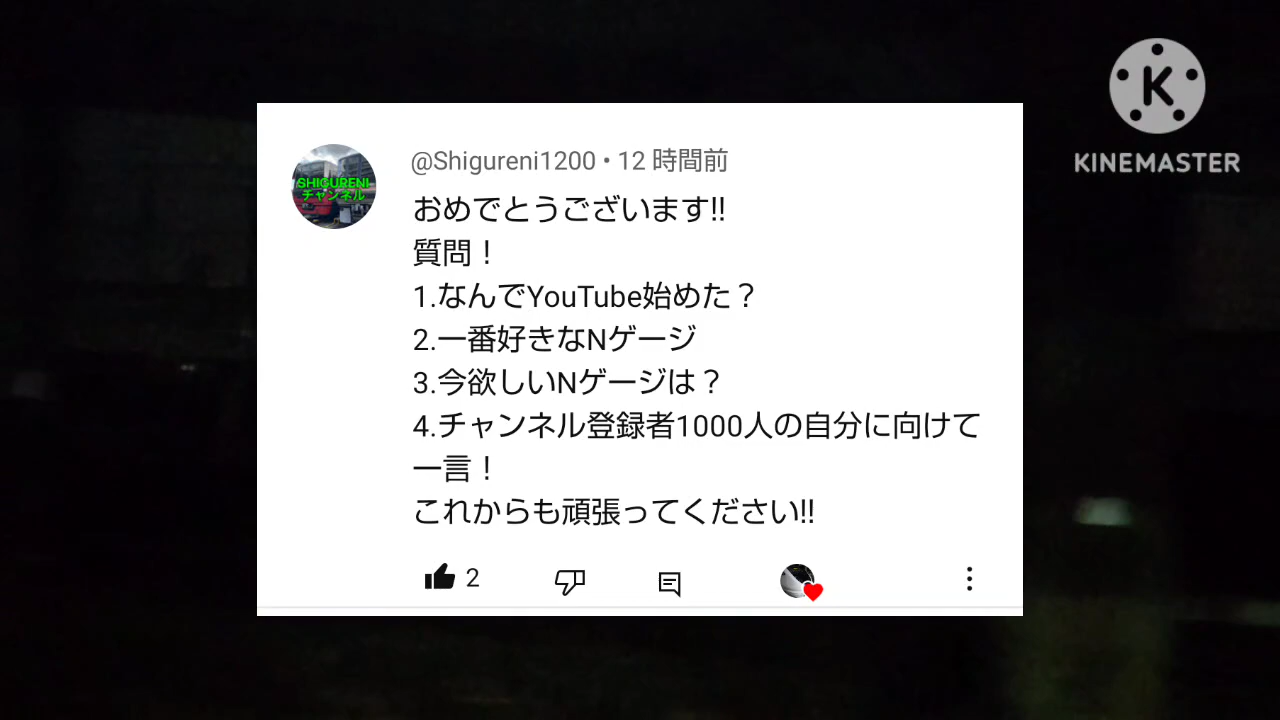 KINEMASTER
@Shigureni1200 • 12 時間前
SHIGURENI
チャンネル
おめでとうございます!!
質問！
1.なんでYouTube始めた？
2.一番好きなNゲージ
3.今欲しいNゲージは？
4.チャンネル登録者1000人の自分に向けて
一言！
これからも頑張ってください!!
2